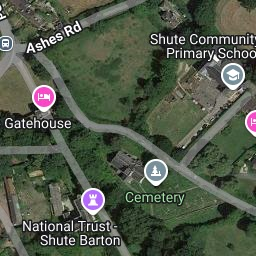 Ashes Rd
Shute Community
Primary School
Gatehouse
Cemetery
National Trust -
Shute Barton